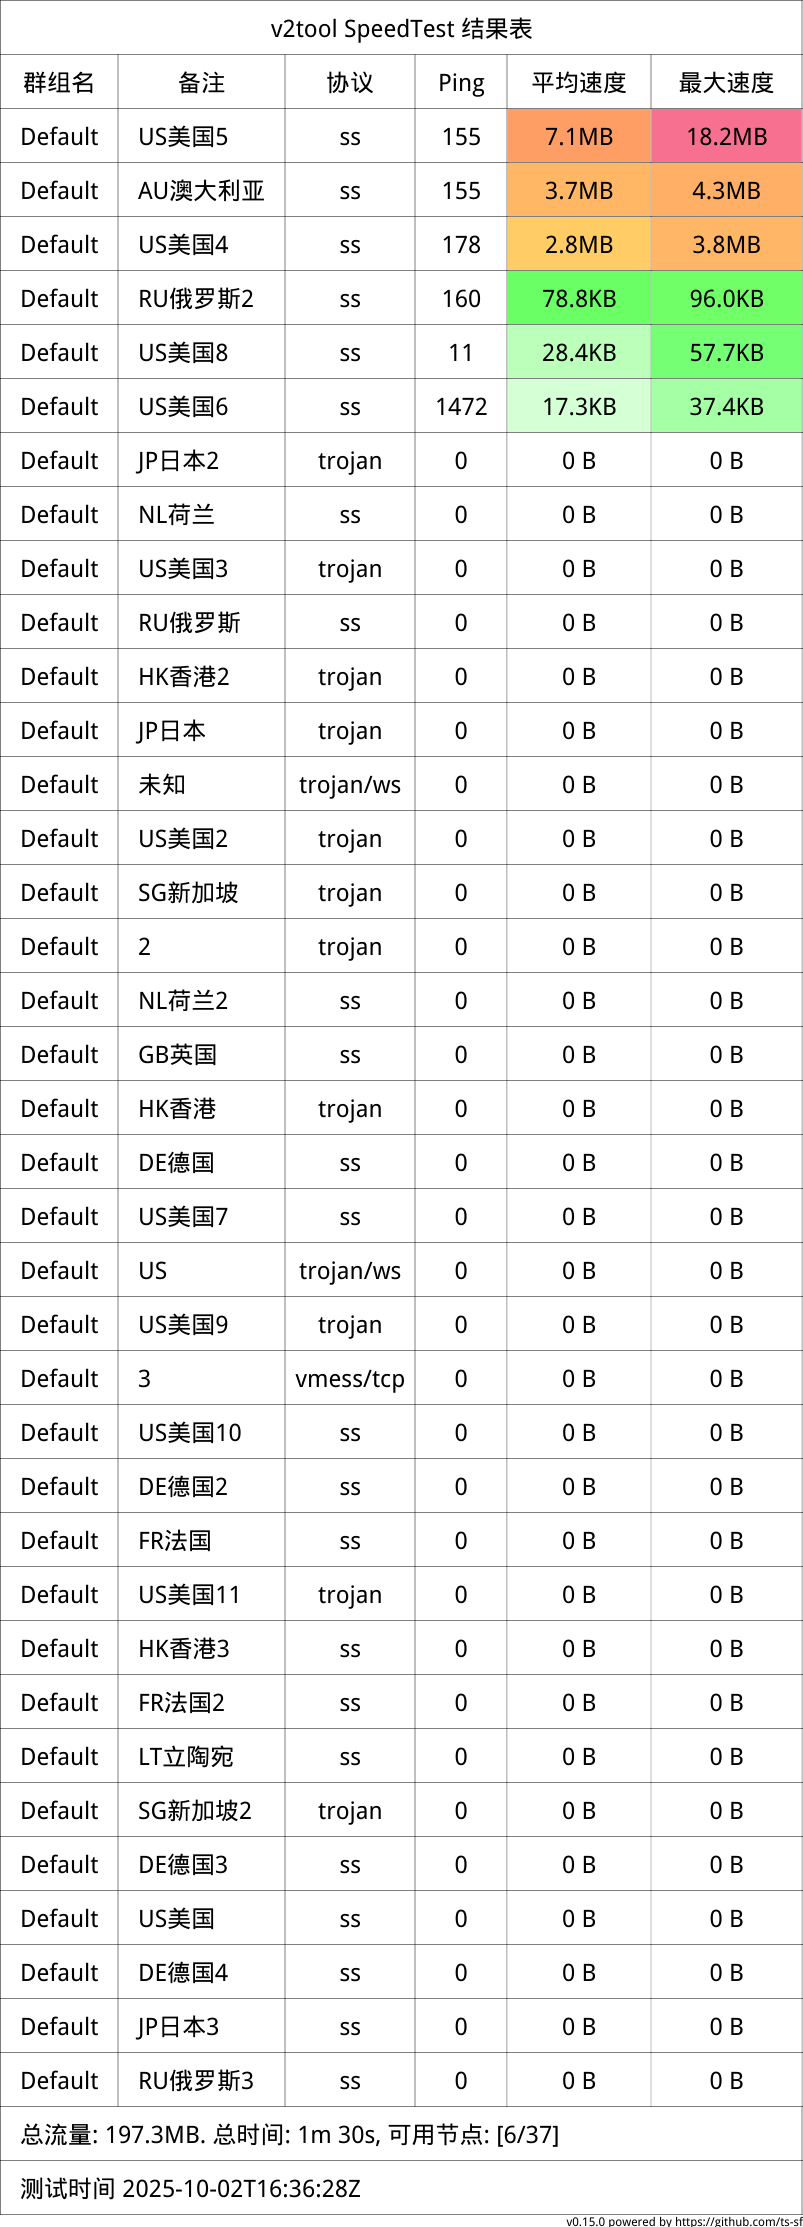 v2tool SpeedTest 结果表
群组名 备注 协议 Ping 平均速度 最大速度
Default US美国5 ss 155 7.1MB 18.2MB
Default AU澳大利亚 ss 155 3.7MB 4.3MB
Default US美国4 ss 178 2.8MB 3.8MB
Default RU俄罗斯2 ss 160 78.8KB 96.0KB
Default US美国8 ss 11 28.4KB 57.7KB
Default US美国6 ss 1472 17.3KB 37.4KB
Default JP日本2 trojan 0 0 B 0 B
Default NL荷兰 ss 0 0 B 0 B
Default US美国3 trojan 0 0 B 0 B
Default RU俄罗斯 ss 0 0 B 0 B
Default HK香港2 trojan 0 0 B 0 B
Default JP日本 trojan 0 0 B 0 B
Default 未知 trojan/ws 0 0 B 0 B
Default US美国2 trojan 0 0 B 0 B
Default SG新加坡 trojan 0 0 B 0 B
Default 2 trojan 0 0 B 0 B
Default NL荷兰2 ss 0 0 B 0 B
Default GB英国 ss 0 0 B 0 B
Default HK香港 trojan 0 0 B 0 B
Default DE德国 ss 0 0 B 0 B
Default US美国7 ss 0 0 B 0 B
Default US trojan/ws 0 0 B 0 B
Default US美国9 trojan 0 0 B 0 B
Default 3 vmess/tcp 0 0 B 0 B
Default US美国10 ss 0 0 B 0 B
Default DE德国2 ss 0 0 B 0 B
Default FR法国 ss 0 0 B 0 B
Default US美国11 trojan 0 0 B 0 B
Default HK香港3 ss 0 0 B 0 B
Default FR法国2 ss 0 0 B 0 B
Default LT立陶宛 ss 0 0 B 0 B
Default SG新加坡2 trojan 0 0 B 0 B
Default DE德国3 ss 0 0 B 0 B
Default US美国 ss 0 0 B 0 B
Default DE德国4 ss 0 0 B 0 B
Default JP日本3 ss 0 0 B 0 B
Default RU俄罗斯3 ss 0 0 B 0 B
总流量: 197.3MB. 总时间: 1m 30s, 可用节点: [6/37]
测试时间 2025-10-02T16:36:28Z
v0.15.0 powered by https://github.com/ts-sf